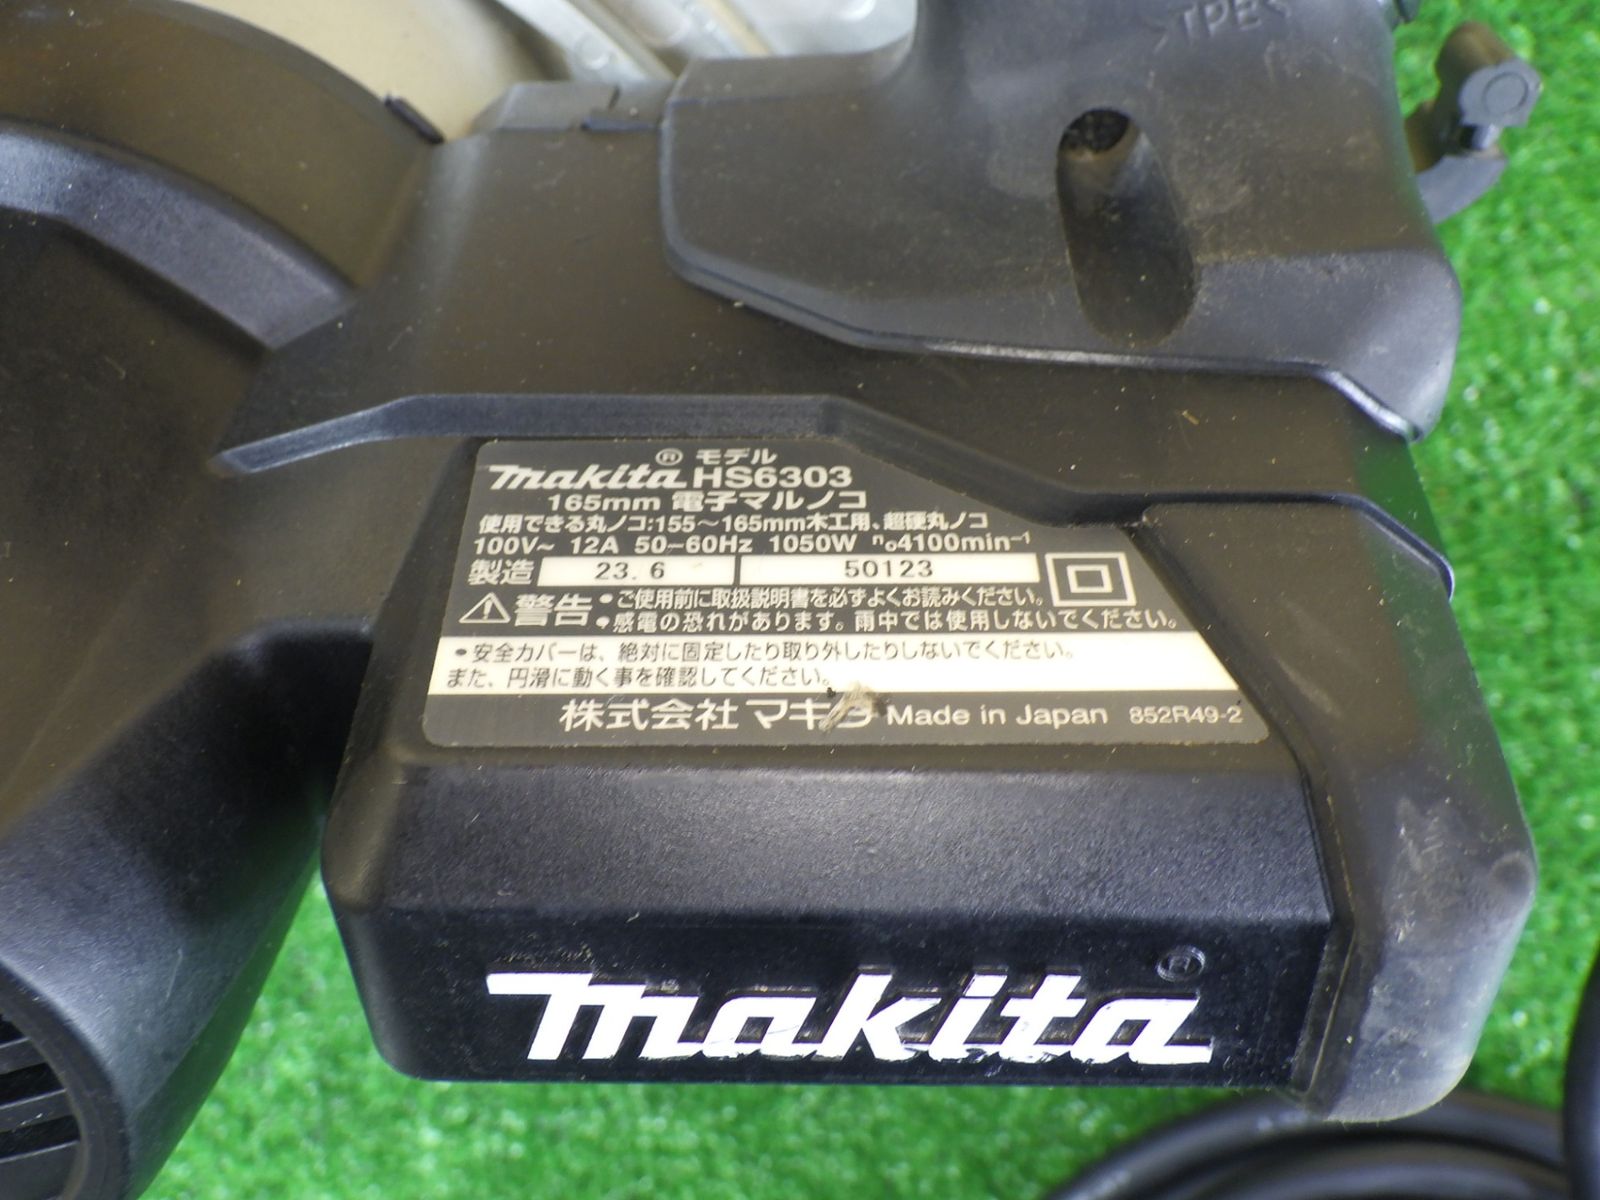 >TPE<
モデル
makita® HS6303
165mm 電子マルノコ
使用できる丸ノコ:155～165mm木工用、超硬丸ノコ
100V~ 12A 50-60Hz 1050W n₀4100min⁻¹
製造 23. 6 50123
⚠警告 •ご使用前に取扱説明書を必ずよくお読みください。
•感電の恐れがあります。雨中では使用しないでください。
•安全カバーは、絶対に固定したり取り外したりしないでください。
また、円滑に動く事を確認してください。
株式会社 マキタ Made in Japan 852R49-2
makita®